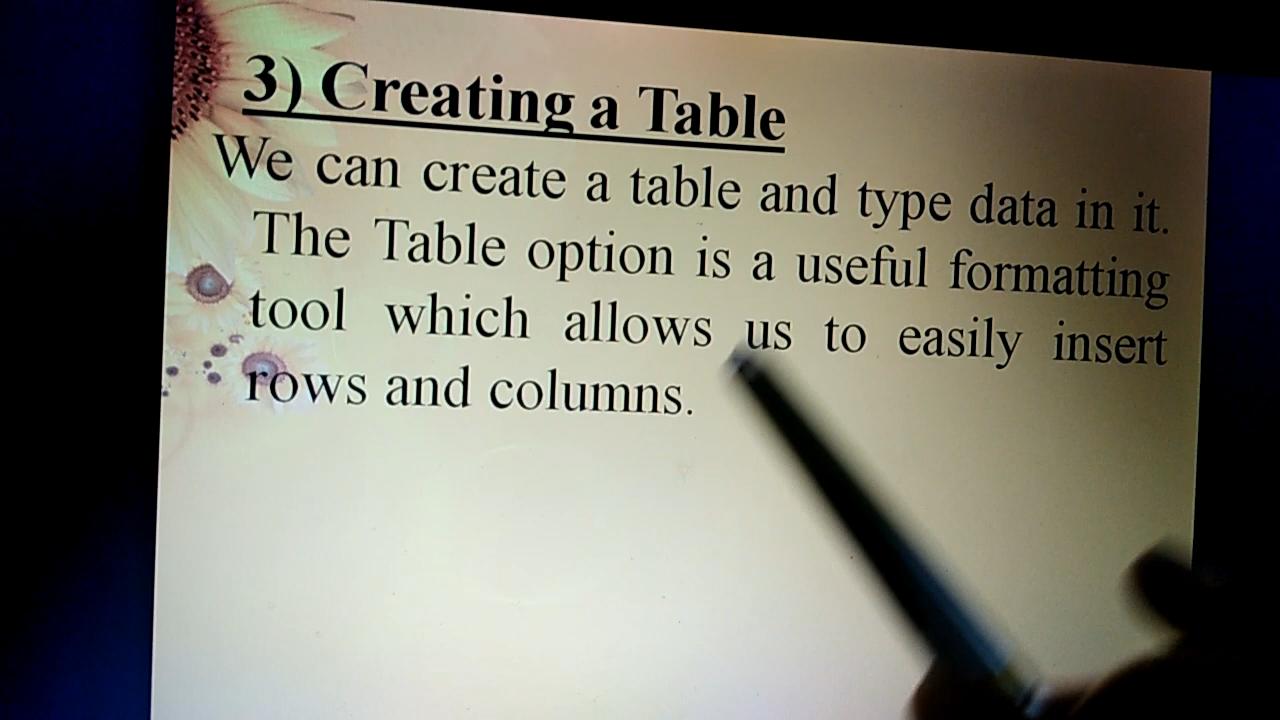 3) Creating a Table
We can create a table and type data in it.
The Table option is a useful formatting
tool which allows us to easily insert
rows and columns.